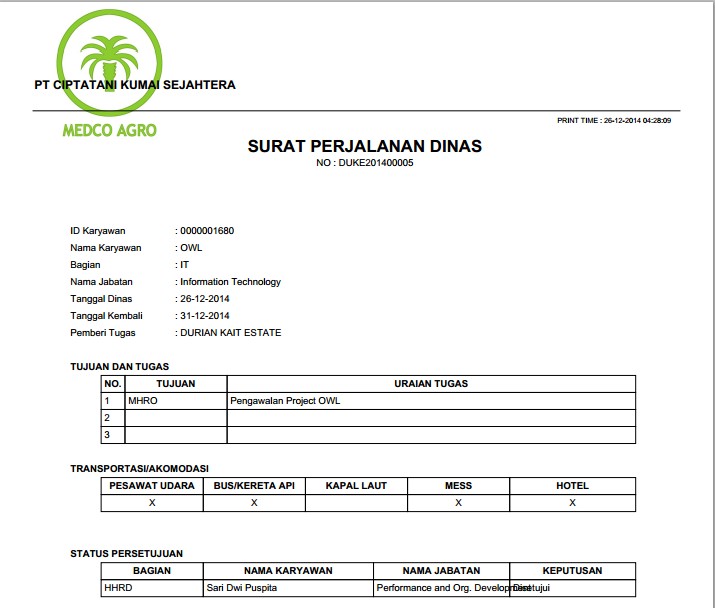 PT CIPTATANI KUMAI SEJAHTERA
MEDCO AGRO
PRINT TIME : 26-12-2014 04:28:09
SURAT PERJALANAN DINAS
NO : DUKE201400005
ID Karyawan : 0000001680
Nama Karyawan : OWL
Bagian : IT
Nama Jabatan : Information Technology
Tanggal Dinas : 26-12-2014
Tanggal Kembali : 31-12-2014
Pemberi Tugas : DURIAN KAIT ESTATE
TUJUAN DAN TUGAS
NO. TUJUAN URAIAN TUGAS
1 MHRO Pengawalan Project OWL
2
3
TRANSPORTASI/AKOMODASI
PESAWAT UDARA BUS/KERETA API KAPAL LAUT MESS HOTEL
X X X X
STATUS PERSETUJUAN
BAGIAN NAMA KARYAWAN NAMA JABATAN KEPUTUSAN
HHRD Sari Dwi Puspita Performance and Org. Development Disetujui